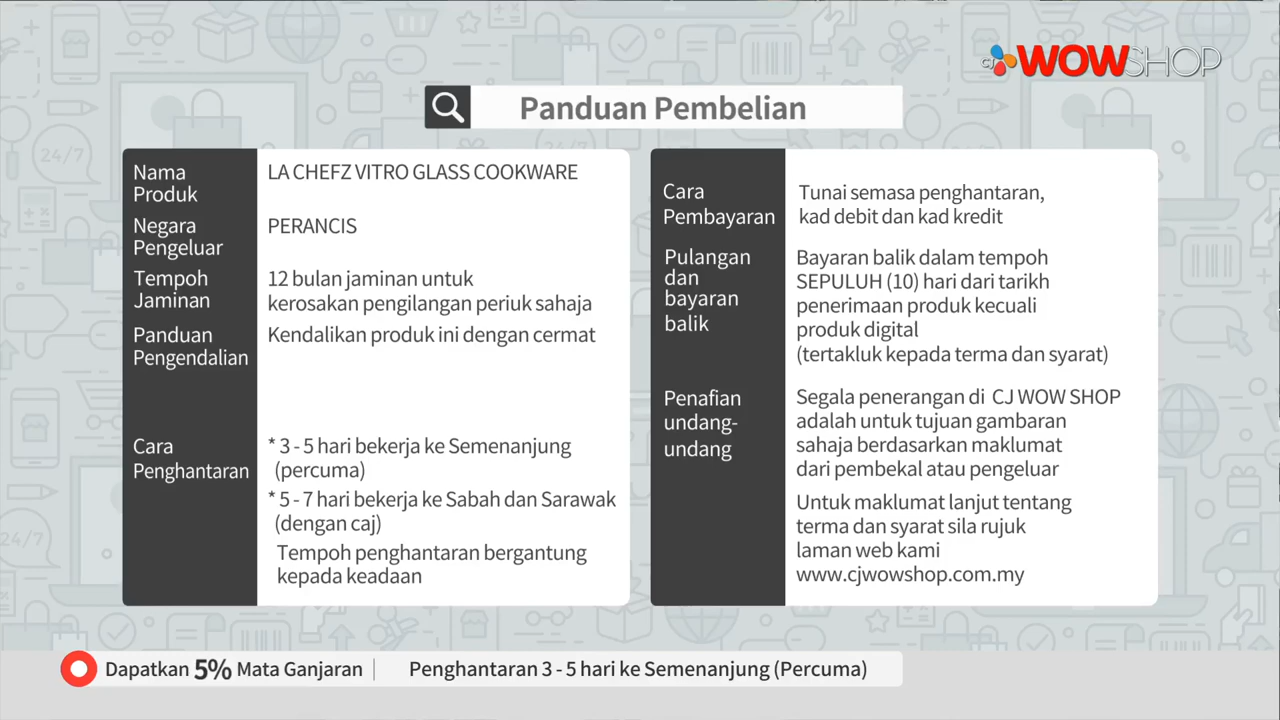 CJ WOWSHOP
Panduan Pembelian
Nama
Produk
LA CHEFZ VITRO GLASS COOKWARE
Negara
Pengeluar
PERANCIS
Tempoh
Jaminan
12 bulan jaminan untuk
kerosakan pengilangan periuk sahaja
Panduan
Pengendalian
Kendalikan produk ini dengan cermat
Cara
Penghantaran
* 3 - 5 hari bekerja ke Semenanjung
(percuma)
* 5 - 7 hari bekerja ke Sabah dan Sarawak
(dengan caj)
Tempoh penghantaran bergantung
kepada keadaan
Cara
Pembayaran
Tunai semasa penghantaran,
kad debit dan kad kredit
Pulangan
dan
bayaran
balik
Bayaran balik dalam tempoh
SEPULUH (10) hari dari tarikh
penerimaan produk kecuali
produk digital
(tertakluk kepada terma dan syarat)
Penafian
undang-
undang
Segala penerangan di CJ WOW SHOP
adalah untuk tujuan gambaran
sahaja berdasarkan maklumat
dari pembekal atau pengeluar
Untuk maklumat lanjut tentang
terma dan syarat sila rujuk
laman web kami
www.cjwowshop.com.my
24/7
24/7
Dapatkan 5% Mata Ganjaran | Penghantaran 3 - 5 hari ke Semenanjung (Percuma)